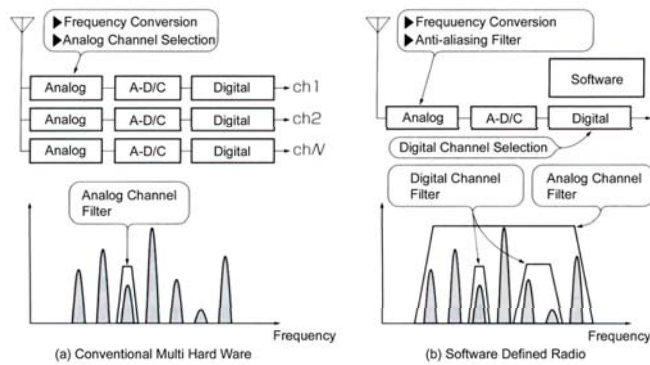 ▶Frequency Conversion
▶Analog Channel Selection
Analog A-D/C Digital ch1
Analog A-D/C Digital ch2
Analog A-D/C Digital chN
Analog Channel
Filter
Frequency
(a) Conventional Multi Hard Ware
▶Frequuency Conversion
▶Anti-aliasing Filter
Software
Analog A-D/C Digital
Digital Channel Selection
Digital Channel
Filter
Analog Channel
Filter
Frequency
(b) Software Defined Radio